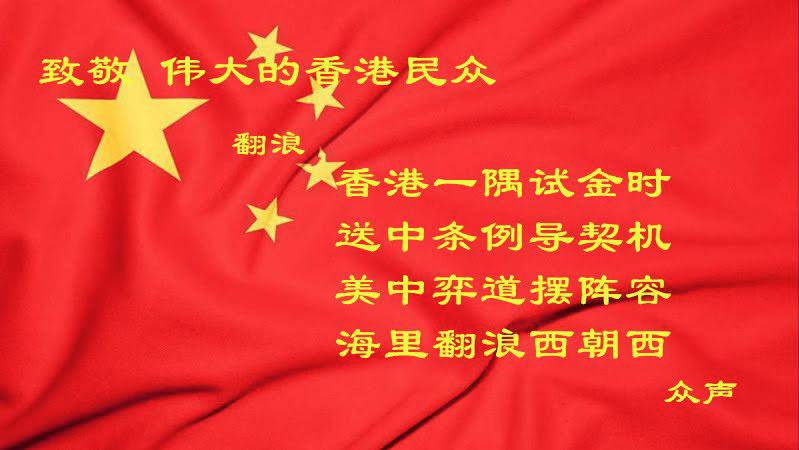 致敬 伟大的香港民众
翻浪
香港一隅试金时
送中条例导契机
美中弈道摆阵容
海里翻浪西朝西
众声